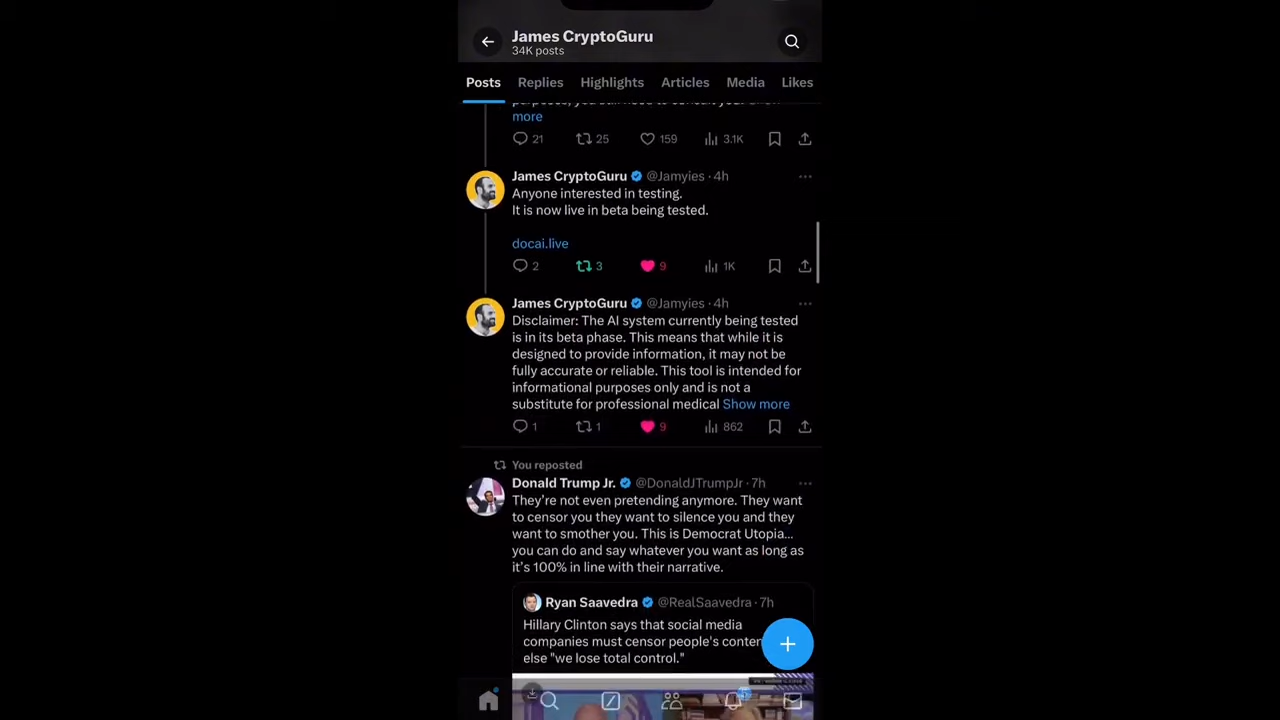 James CryptoGuru
34K posts
Posts Replies Highlights Articles Media Likes
more
21 25 159 3.1K
James CryptoGuru @Jamyies · 4h
Anyone interested in testing.
It is now live in beta being tested.
docai.live
2 3 9 1K
James CryptoGuru @Jamyies · 4h
Disclaimer: The AI system currently being tested
is in its beta phase. This means that while it is
designed to provide information, it may not be
fully accurate or reliable. This tool is intended for
informational purposes only and is not a
substitute for professional medical Show more
1 1 9 862
You reposted
Donald Trump Jr. @DonaldJTrumpJr · 7h
They're not even pretending anymore. They want
to censor you they want to silence you and they
want to smother you. This is Democrat Utopia...
you can do and say whatever you want as long as
it's 100% in line with their narrative.
Ryan Saavedra @RealSaavedra · 7h
Hillary Clinton says that social media
companies must censor people's conten
else "we lose total control."